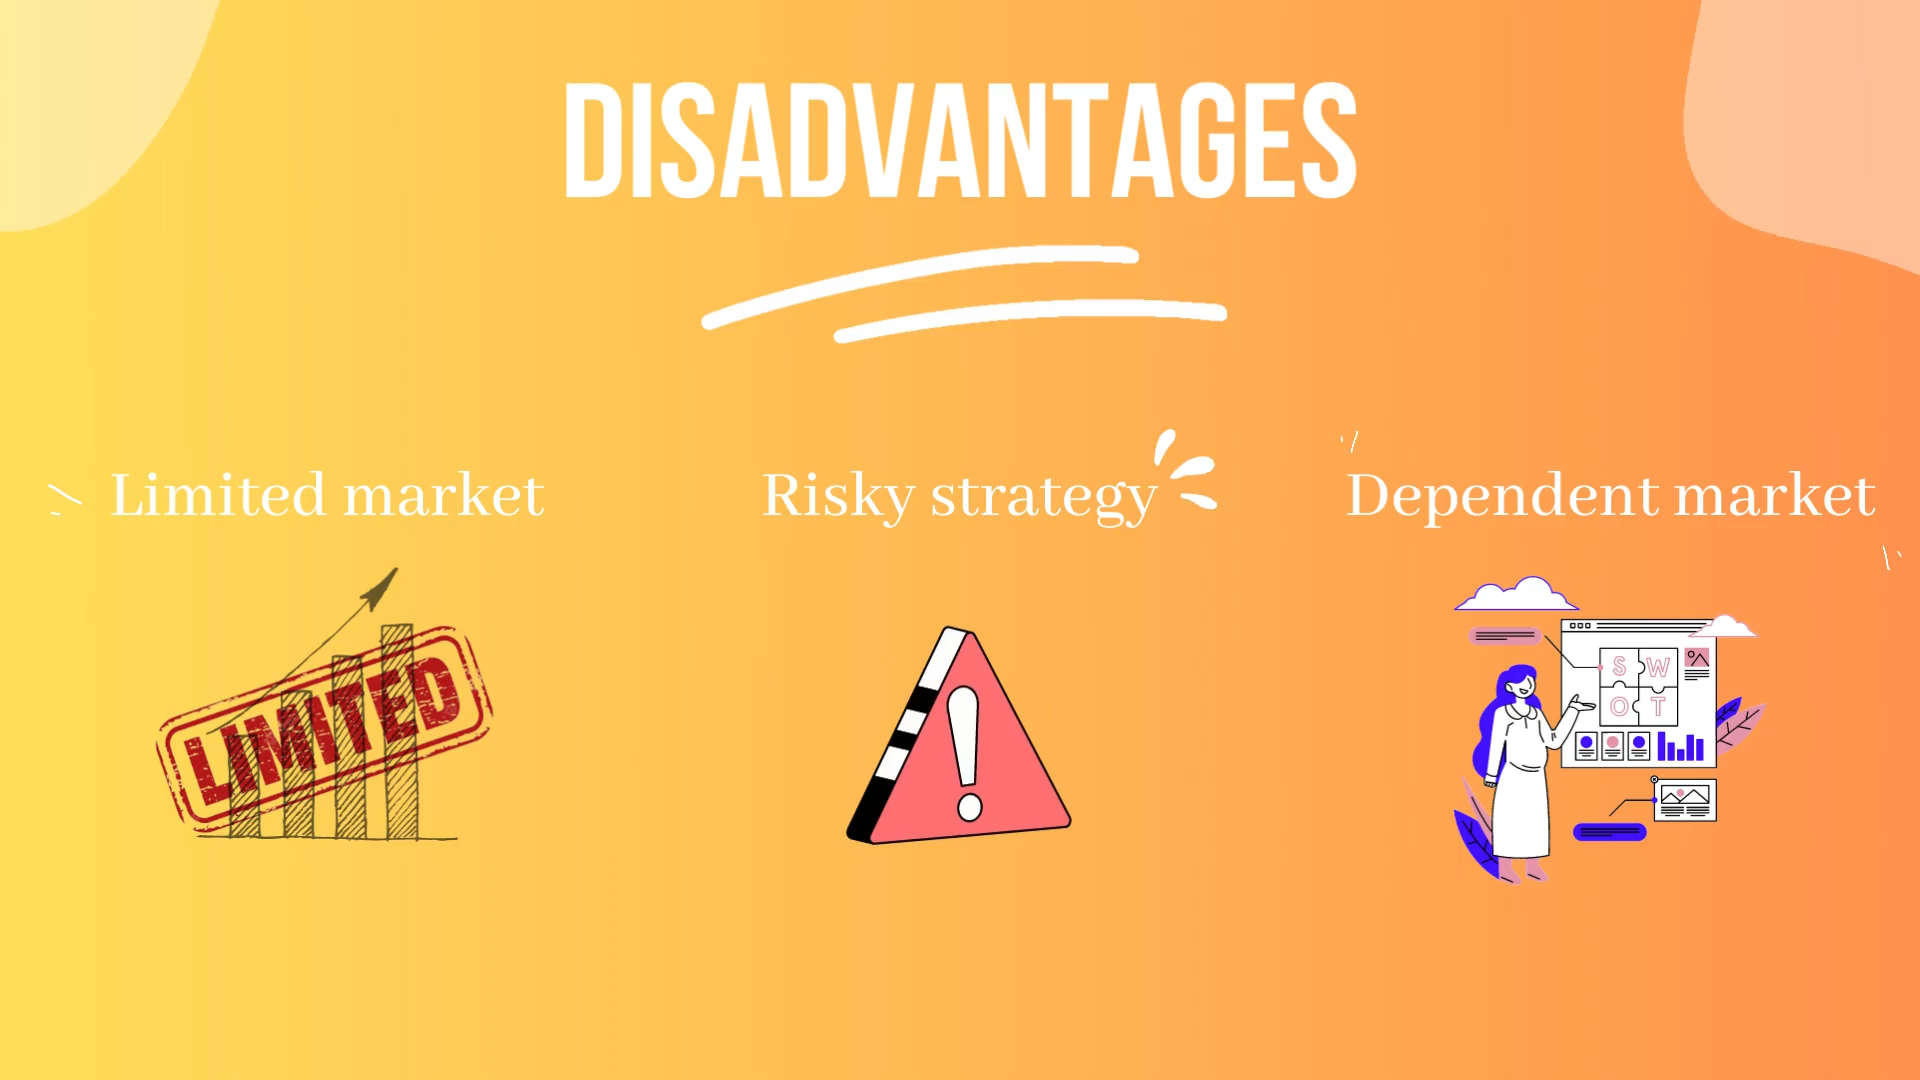 DISADVANTAGES
Limited market
Risky strategy
Dependent market
LIMITED
S W
O T